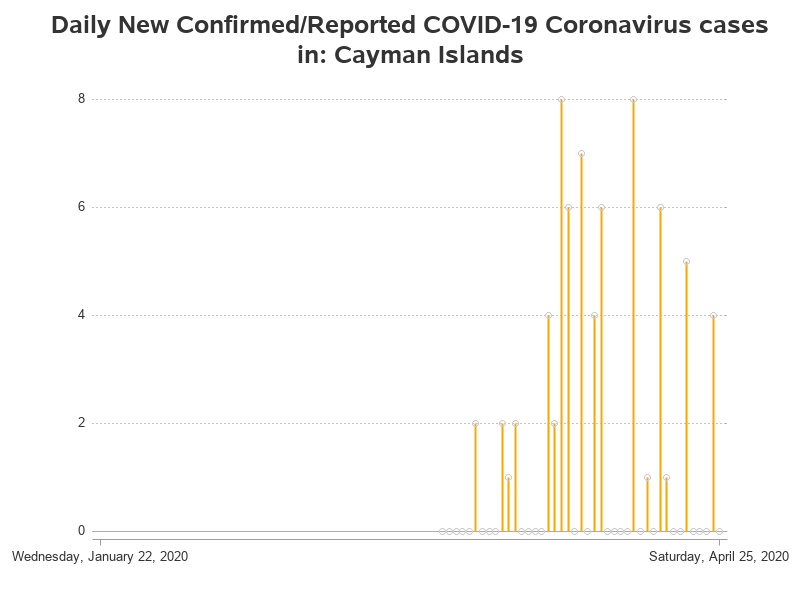 Daily New Confirmed/Reported COVID-19 Coronavirus cases
in: Cayman Islands
8
6
4
2
0
Wednesday, January 22, 2020
Saturday, April 25, 2020